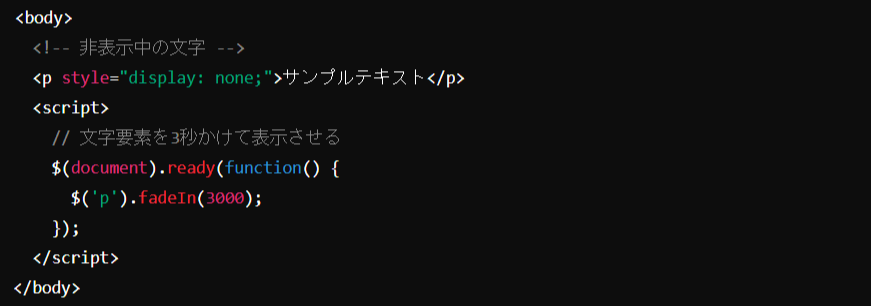 <body>
<!-- 非表示中の文字 -->
<p style="display: none;">サンプルテキスト</p>
<script>
// 文字要素を3秒かけて表示させる
$(document).ready(function() {
$('p').fadeIn(3000);
});
</script>
</body>